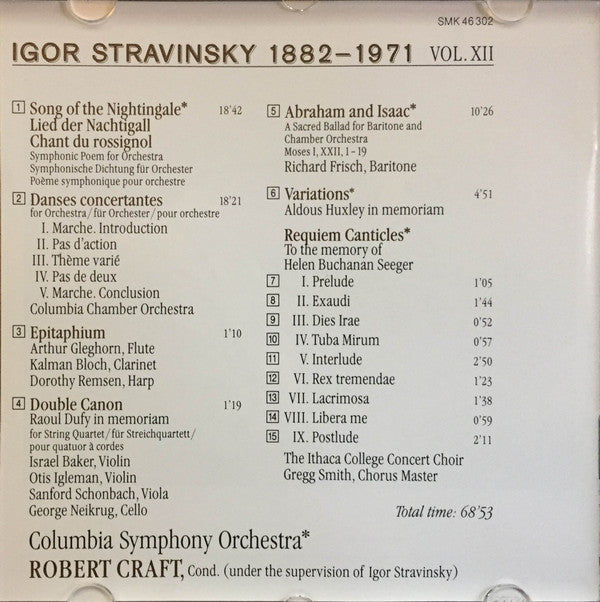 SMK 46 302
IGOR STRAVINSKY 1882–1971 VOL. XII
1 Song of the Nightingale* 18'42
Lied der Nachtigall
Chant du rossignol
Symphonic Poem for Orchestra
Symphonische Dichtung für Orchester
Poème symphonique pour orchestre
2 Danses concertantes 18'21
for Orchestra/für Orchester/pour orchestre
I. Marche. Introduction
II. Pas d'action
III. Thème varié
IV. Pas de deux
V. Marche. Conclusion
Columbia Chamber Orchestra
3 Epitaphium 1'10
Arthur Gleghorn, Flute
Kalman Bloch, Clarinet
Dorothy Remsen, Harp
4 Double Canon 1'19
Raoul Dufy in memoriam
for String Quartet/für Streichquartett/
pour quatuor à cordes
Israel Baker, Violin
Otis Igleman, Violin
Sanford Schonbach, Viola
George Neikrug, Cello
5 Abraham and Isaac* 10'26
A Sacred Ballad for Baritone and
Chamber Orchestra
Moses I, XXII, 1–19
Richard Frisch, Baritone
6 Variations* 4'51
Aldous Huxley in memoriam
Requiem Canticles*
To the memory of
Helen Buchanan Seeger
7 I. Prelude 1'05
8 II. Exaudi 1'44
9 III. Dies Irae 0'52
10 IV. Tuba Mirum 0'57
11 V. Interlude 2'50
12 VI. Rex tremendae 1'23
13 VII. Lacrimosa 1'38
14 VIII. Libera me 0'59
15 IX. Postlude 2'11
The Ithaca College Concert Choir
Gregg Smith, Chorus Master
Total time: 68'53
Columbia Symphony Orchestra*
ROBERT CRAFT, Cond. (under the supervision of Igor Stravinsky)